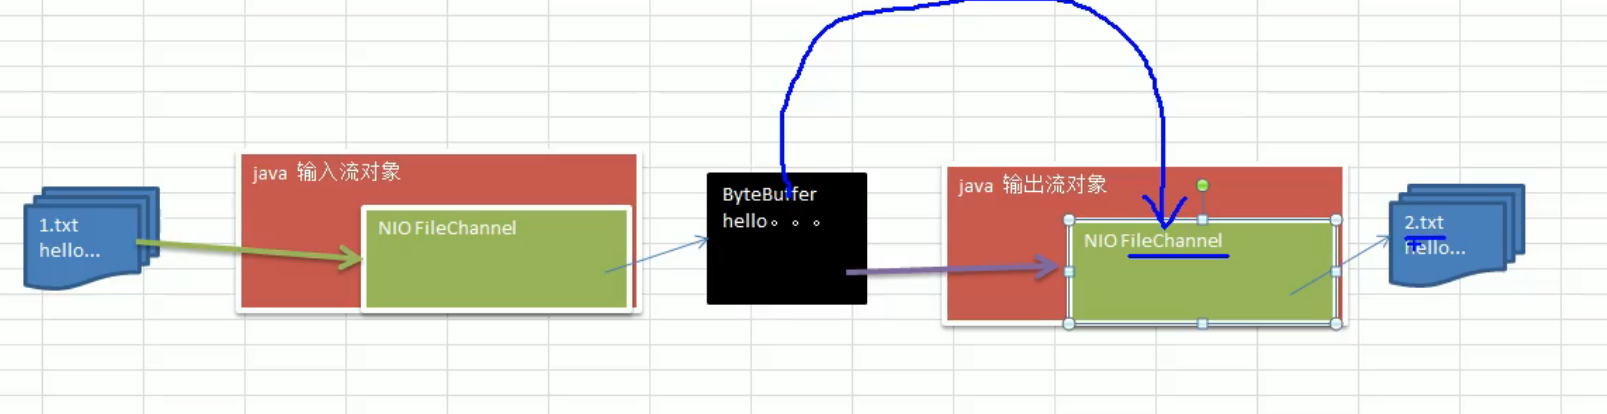 1.txt
hello...
java 输入流对象
NIO FileChannel
ByteBuffer
hello。。。
java 输出流对象
NIO FileChannel
2.txt
hello...